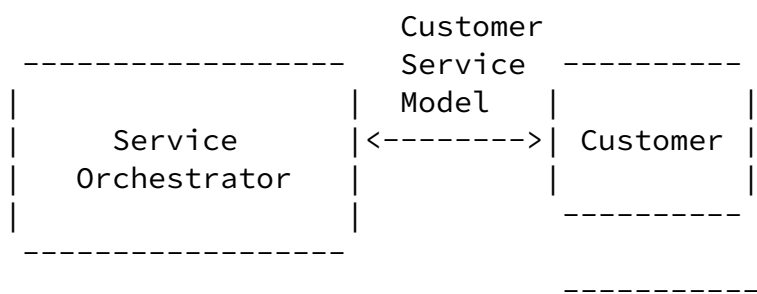 Customer
Service
Model
Service
Orchestrator
<-------->
Customer